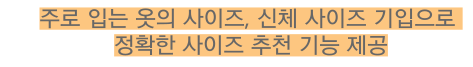 주로 입는 옷의 사이즈, 신체 사이즈 기입으로
정확한 사이즈 추천 기능 제공